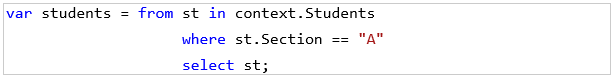 var students = from st in context.Students
where st.Section == "A"
select st;